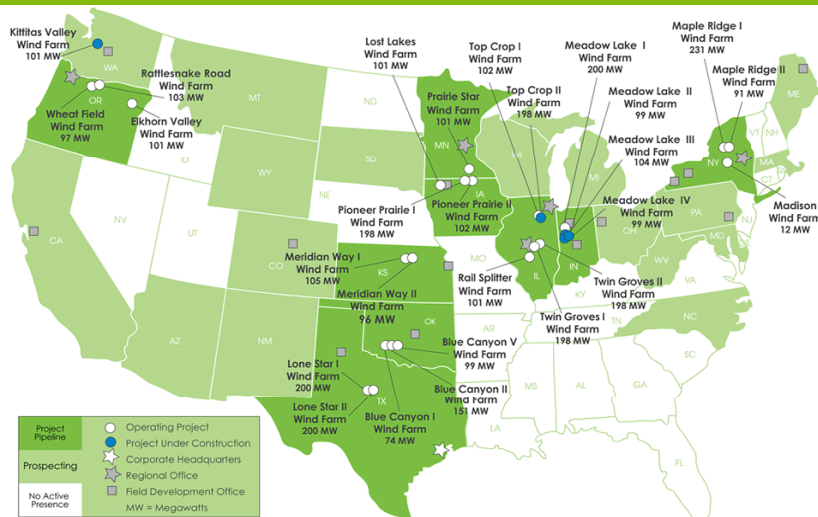 Kittitas Valley
Wind Farm
101 MW
Rattlesnake Road
Wind Farm
103 MW
Wheat Field
Wind Farm
97 MW
Elkhorn Valley
Wind Farm
101 MW
Lost Lakes
Wind Farm
101 MW
Prairie Star
Wind Farm
101 MW
Top Crop I
Wind Farm
102 MW
Top Crop II
Wind Farm
198 MW
Meadow Lake I
Wind Farm
200 MW
Meadow Lake II
Wind Farm
99 MW
Meadow Lake III
Wind Farm
104 MW
Meadow Lake IV
Wind Farm
99 MW
Maple Ridge I
Wind Farm
231 MW
Maple Ridge II
Wind Farm
91 MW
Madison
Wind Farm
12 MW
Pioneer Prairie I
Wind Farm
198 MW
Pioneer Prairie II
Wind Farm
102 MW
Meridian Way I
Wind Farm
105 MW
Meridian Way II
Wind Farm
96 MW
Rail Splitter
Wind Farm
101 MW
Twin Groves II
Wind Farm
198 MW
Twin Groves I
Wind Farm
198 MW
Blue Canyon V
Wind Farm
99 MW
Blue Canyon II
Wind Farm
151 MW
Blue Canyon I
Wind Farm
74 MW
Lone Star I
Wind Farm
200 MW
Lone Star II
Wind Farm
200 MW
WA
OR
MT
ID
WY
ND
SD
NE
MN
IA
WI
MI
NY
VT
NH
ME
MA
CT
PA
NJ
MD
OH
WV
VA
KY
IN
IL
MO
KS
CO
UT
NV
CA
AZ
NM
TX
OK
AR
LA
MS
AL
GA
FL
SC
NC
TN
Project
Pipeline
Prospecting
No Active
Presence
Operating Project
Project Under Construction
Corporate Headquarters
Regional Office
Field Development Office
MW = Megawatts